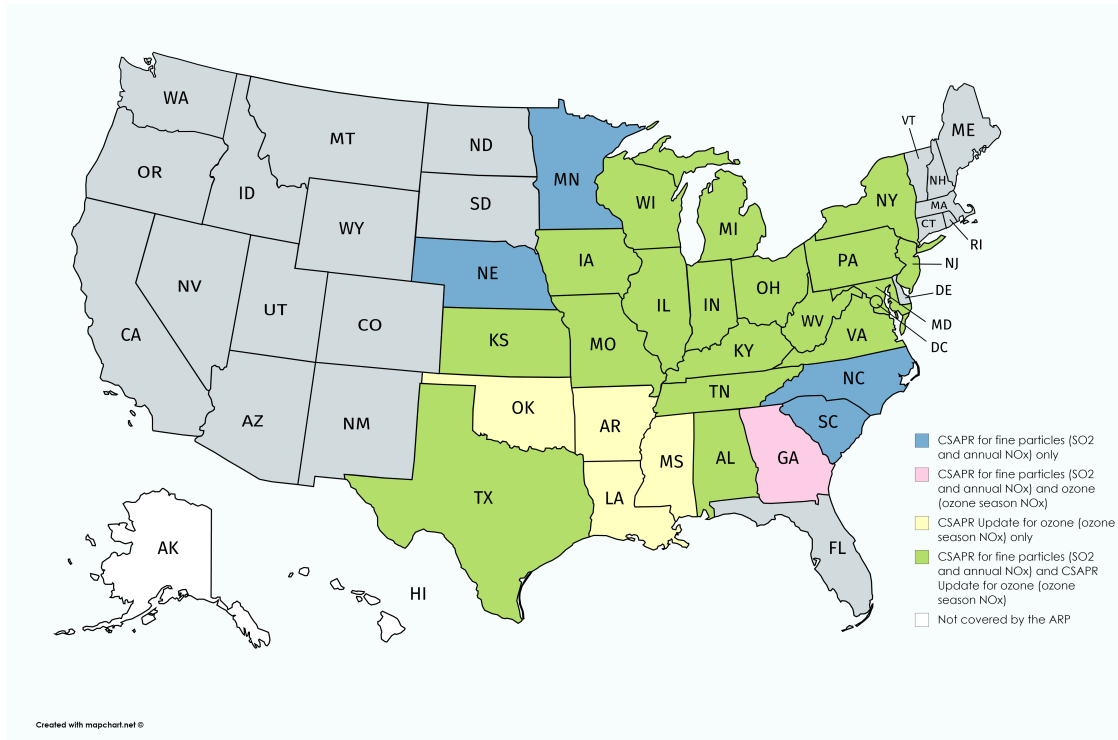 WA
MT
ND
MN
VT
ME
OR
ID
SD
WI
NH
WY
MI
NY
MA
CT
RI
NE
IA
PA
NJ
NV
UT
CO
IL
IN
OH
DE
CA
KS
MO
WV
VA
MD
KY
DC
NC
TN
AZ
NM
OK
AR
SC
MS
AL
GA
TX
LA
AK
FL
HI
CSAPR for fine particles (SO2
and annual NOx) only
CSAPR for fine particles (SO2
and annual NOx) and ozone
(ozone season NOx)
CSAPR Update for ozone (ozone
season NOx) only
CSAPR for fine particles (SO2
and annual NOx) and CSAPR
Update for ozone (ozone
season NOx)
Not covered by the ARP
Created with mapchart.net ©